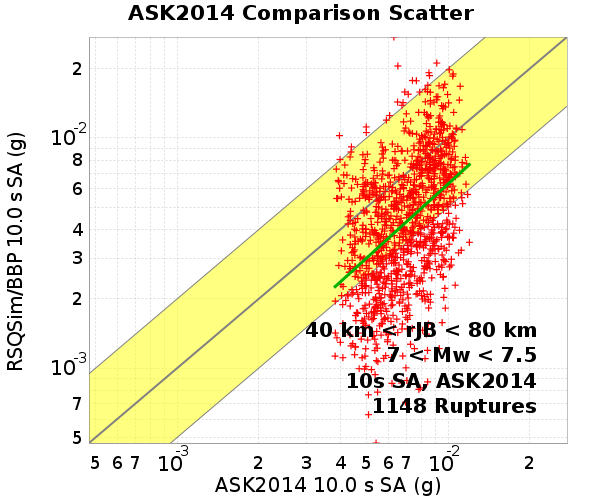 ASK2014 Comparison Scatter
RSQSim/BBP 10.0 s SA (g)
2
10-2
8
6
4
3
2
10-3
7
5
40 km < rJB < 80 km
7 < Mw < 7.5
10s SA, ASK2014
1148 Ruptures
5 6 7 10-3 2 3 4 5 6 7 10-2 2
ASK2014 10.0 s SA (g)